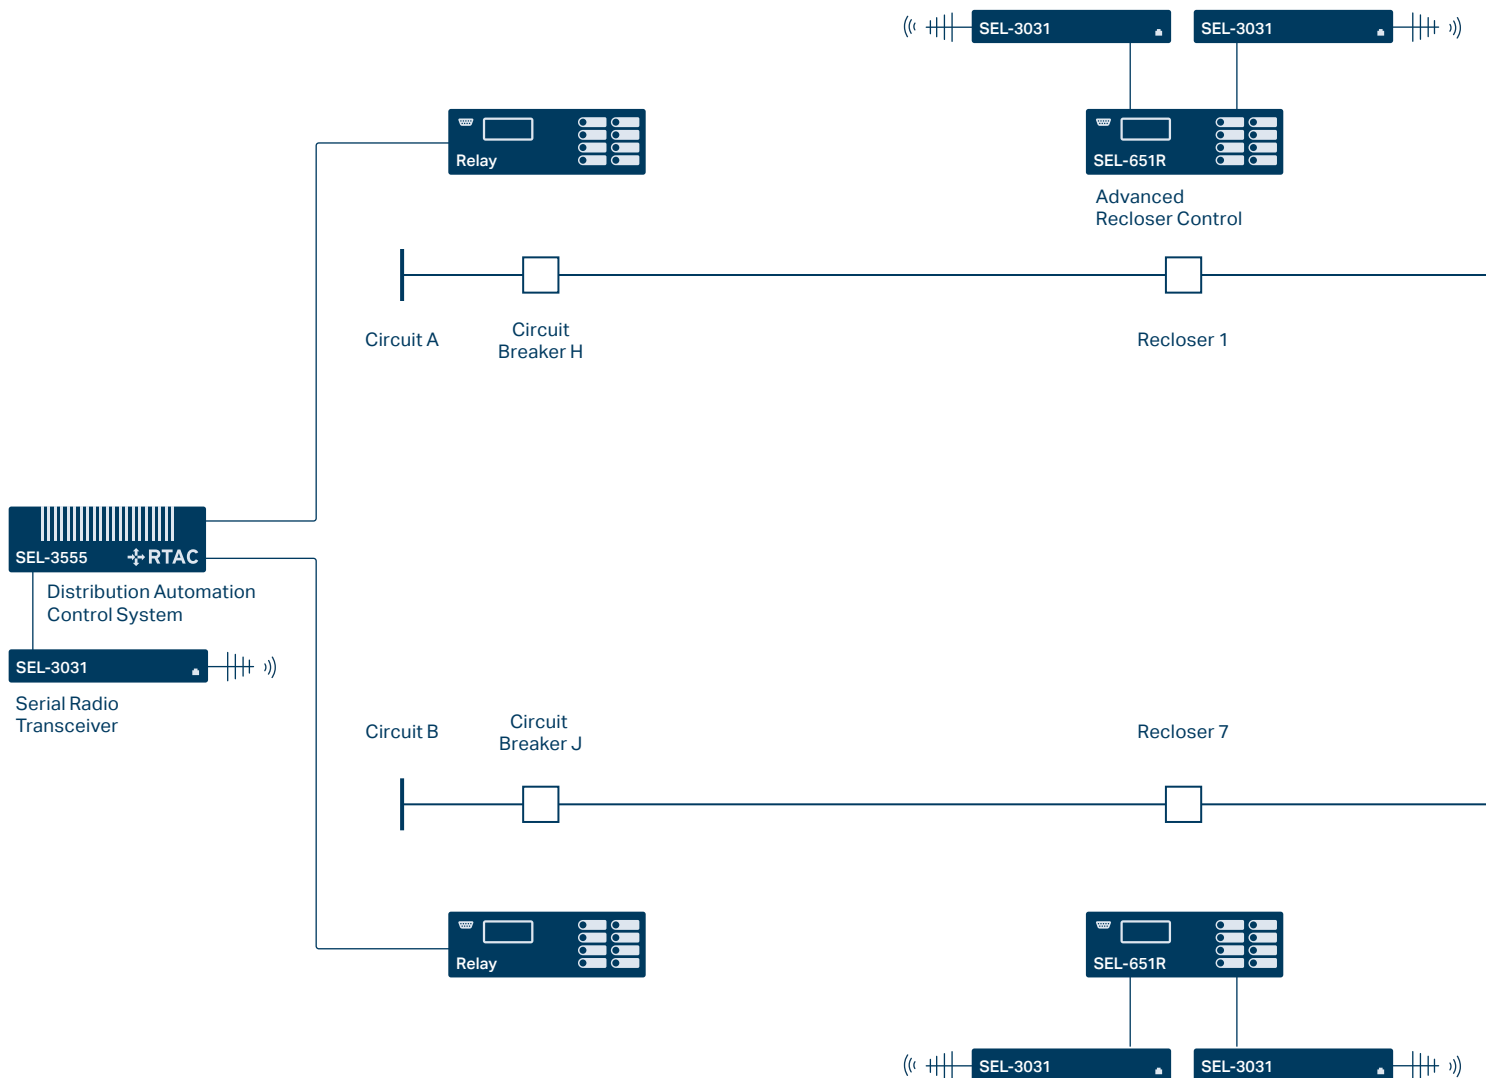 SEL-3031
SEL-3031
Relay
SEL-651R
Advanced
Recloser Control
Circuit A
Circuit
Breaker H
Recloser 1
SEL-3555
RTAC
Distribution Automation
Control System
SEL-3031
Serial Radio
Transceiver
Circuit B
Circuit
Breaker J
Recloser 7
Relay
SEL-651R
SEL-3031
SEL-3031